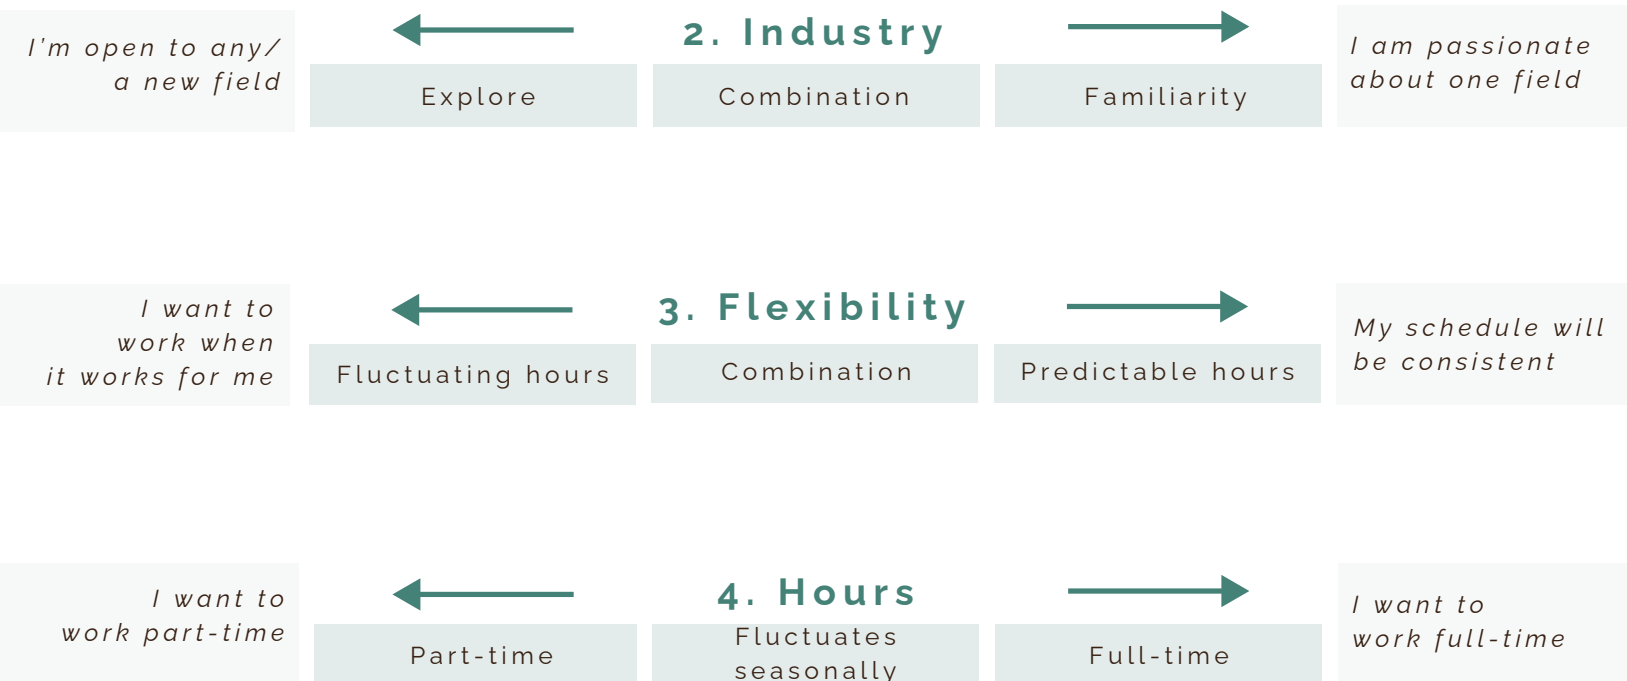 I'm open to any/
a new field
2. Industry
I am passionate
about one field
Explore
Combination
Familiarity
I want to
work when
it works for me
3. Flexibility
My schedule will
be consistent
Fluctuating hours
Combination
Predictable hours
I want to
work part-time
4. Hours
I want to
work full-time
Part-time
Fluctuates
seasonally
Full-time